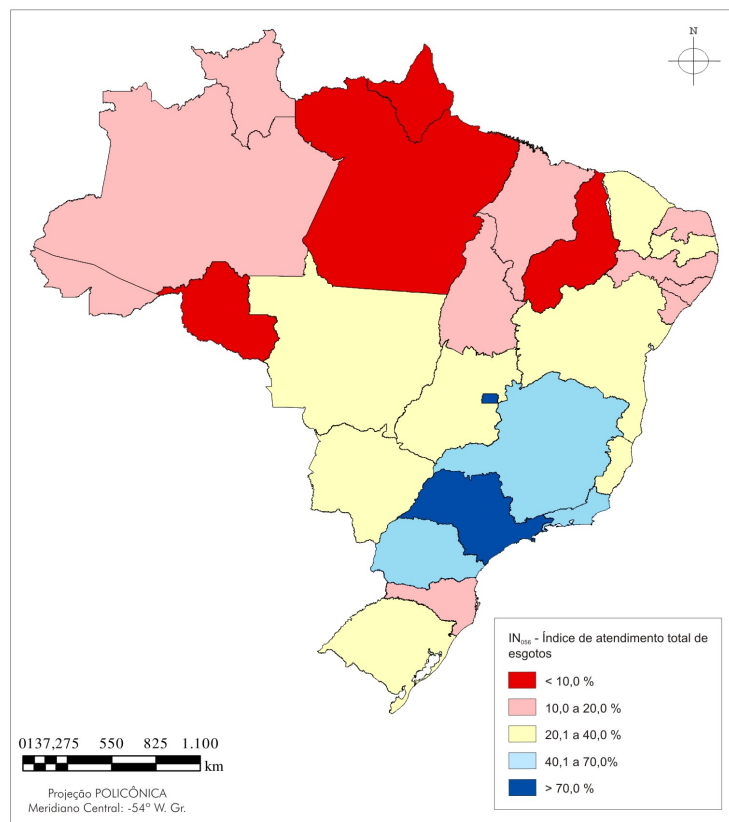 N
IN₀₅₆ - Índice de atendimento total de
esgotos
< 10,0 %
10,0 a 20,0 %
20,1 a 40,0 %
40,1 a 70,0%
> 70,0 %
0137,275 550 825 1.100
km
Projeção POLICÔNICA
Meridiano Central: -54º W. Gr.